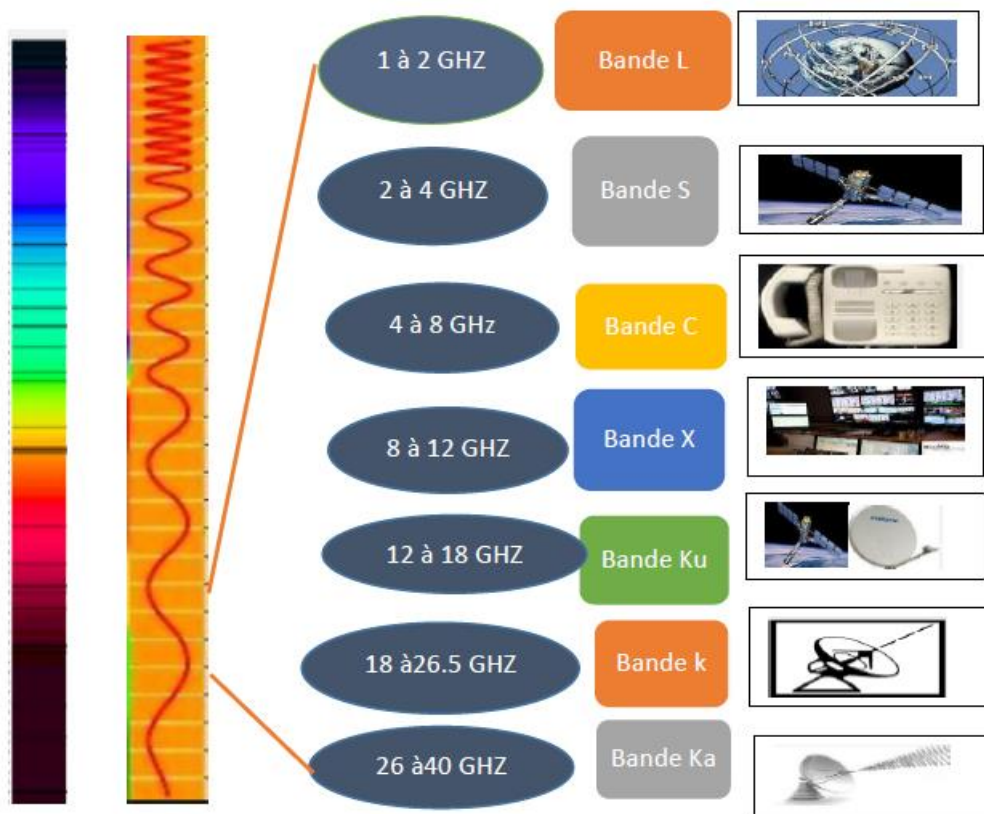 1 à 2 GHZ
Bande L
2 à 4 GHZ
Bande S
4 à 8 GHz
Bande C
8 à 12 GHZ
Bande X
12 à 18 GHZ
Bande Ku
18 à26.5 GHZ
Bande k
26 à40 GHZ
Bande Ka